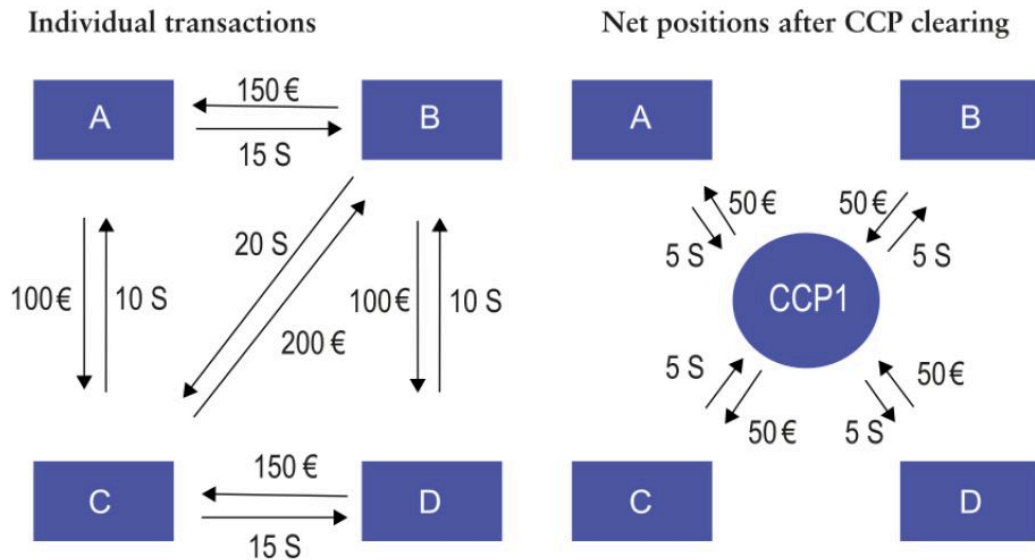 Individual transactions
Net positions after CCP clearing
A
150 €
B
15 S
A
B
50 €
50 €
5 S
5 S
20 S
100 €
10 S
200 €
100 €
10 S
CCP1
5 S
50 €
50 €
5 S
C
150 €
D
15 S
C
D